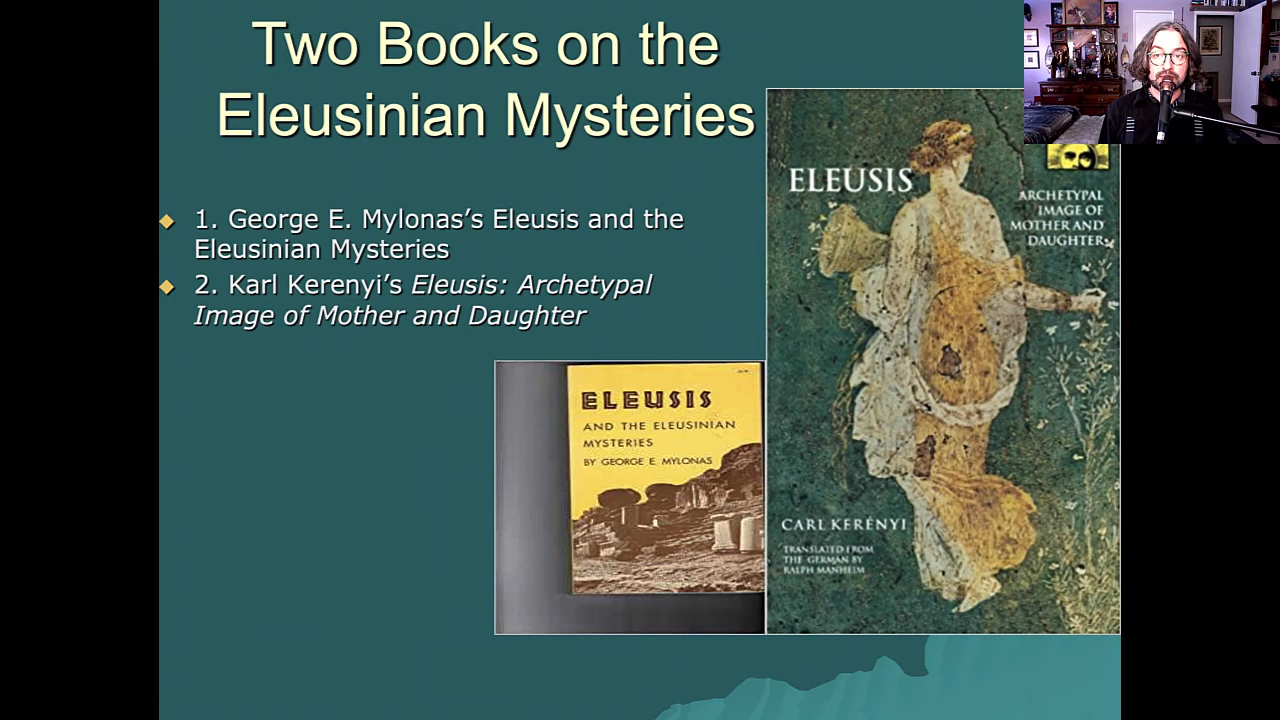 Two Books on the
Eleusinian Mysteries
1. George E. Mylonas’s Eleusis and the
Eleusinian Mysteries
2. Karl Kerenyi’s Eleusis: Archetypal
Image of Mother and Daughter
ELEUSIS
AND THE ELEUSINIAN
MYSTERIES
BY GEORGE E. MYLONAS
ELEUSIS
ARCHETYPAL
IMAGE OF
MOTHER AND
DAUGHTER
CARL KERÉNYI
TRANSLATED FROM
THE GERMAN BY
RALPH MANHEIM